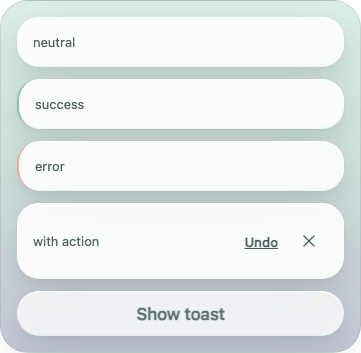 neutral
success
error
with action Undo
Show toast